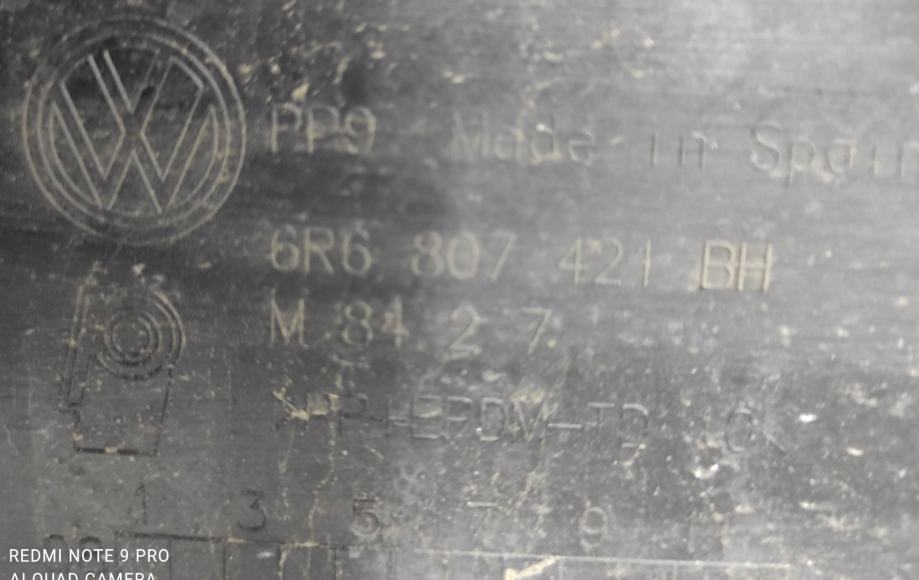 PP9 Made in Spain
6R6 807 421 BH
M 84 2 7
>PP+EPDM-TD 10<
1 3 5 7 9
REDMI NOTE 9 PRO
AI QUAD CAMERA